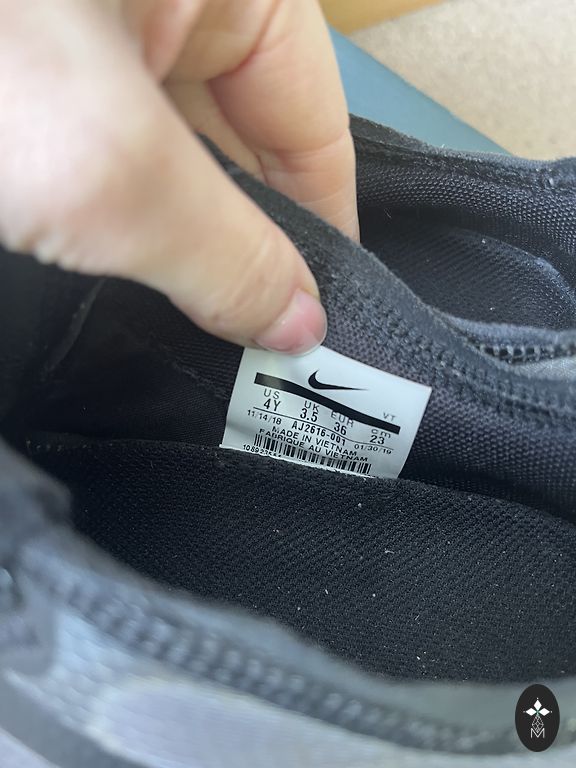 US UK EUR cm
4Y 3.5 36 23
VT
11/14/18 AJ2616-001 01/30/19
MADE IN VIETNAM
FABRIQUE AU VIETNAM
M